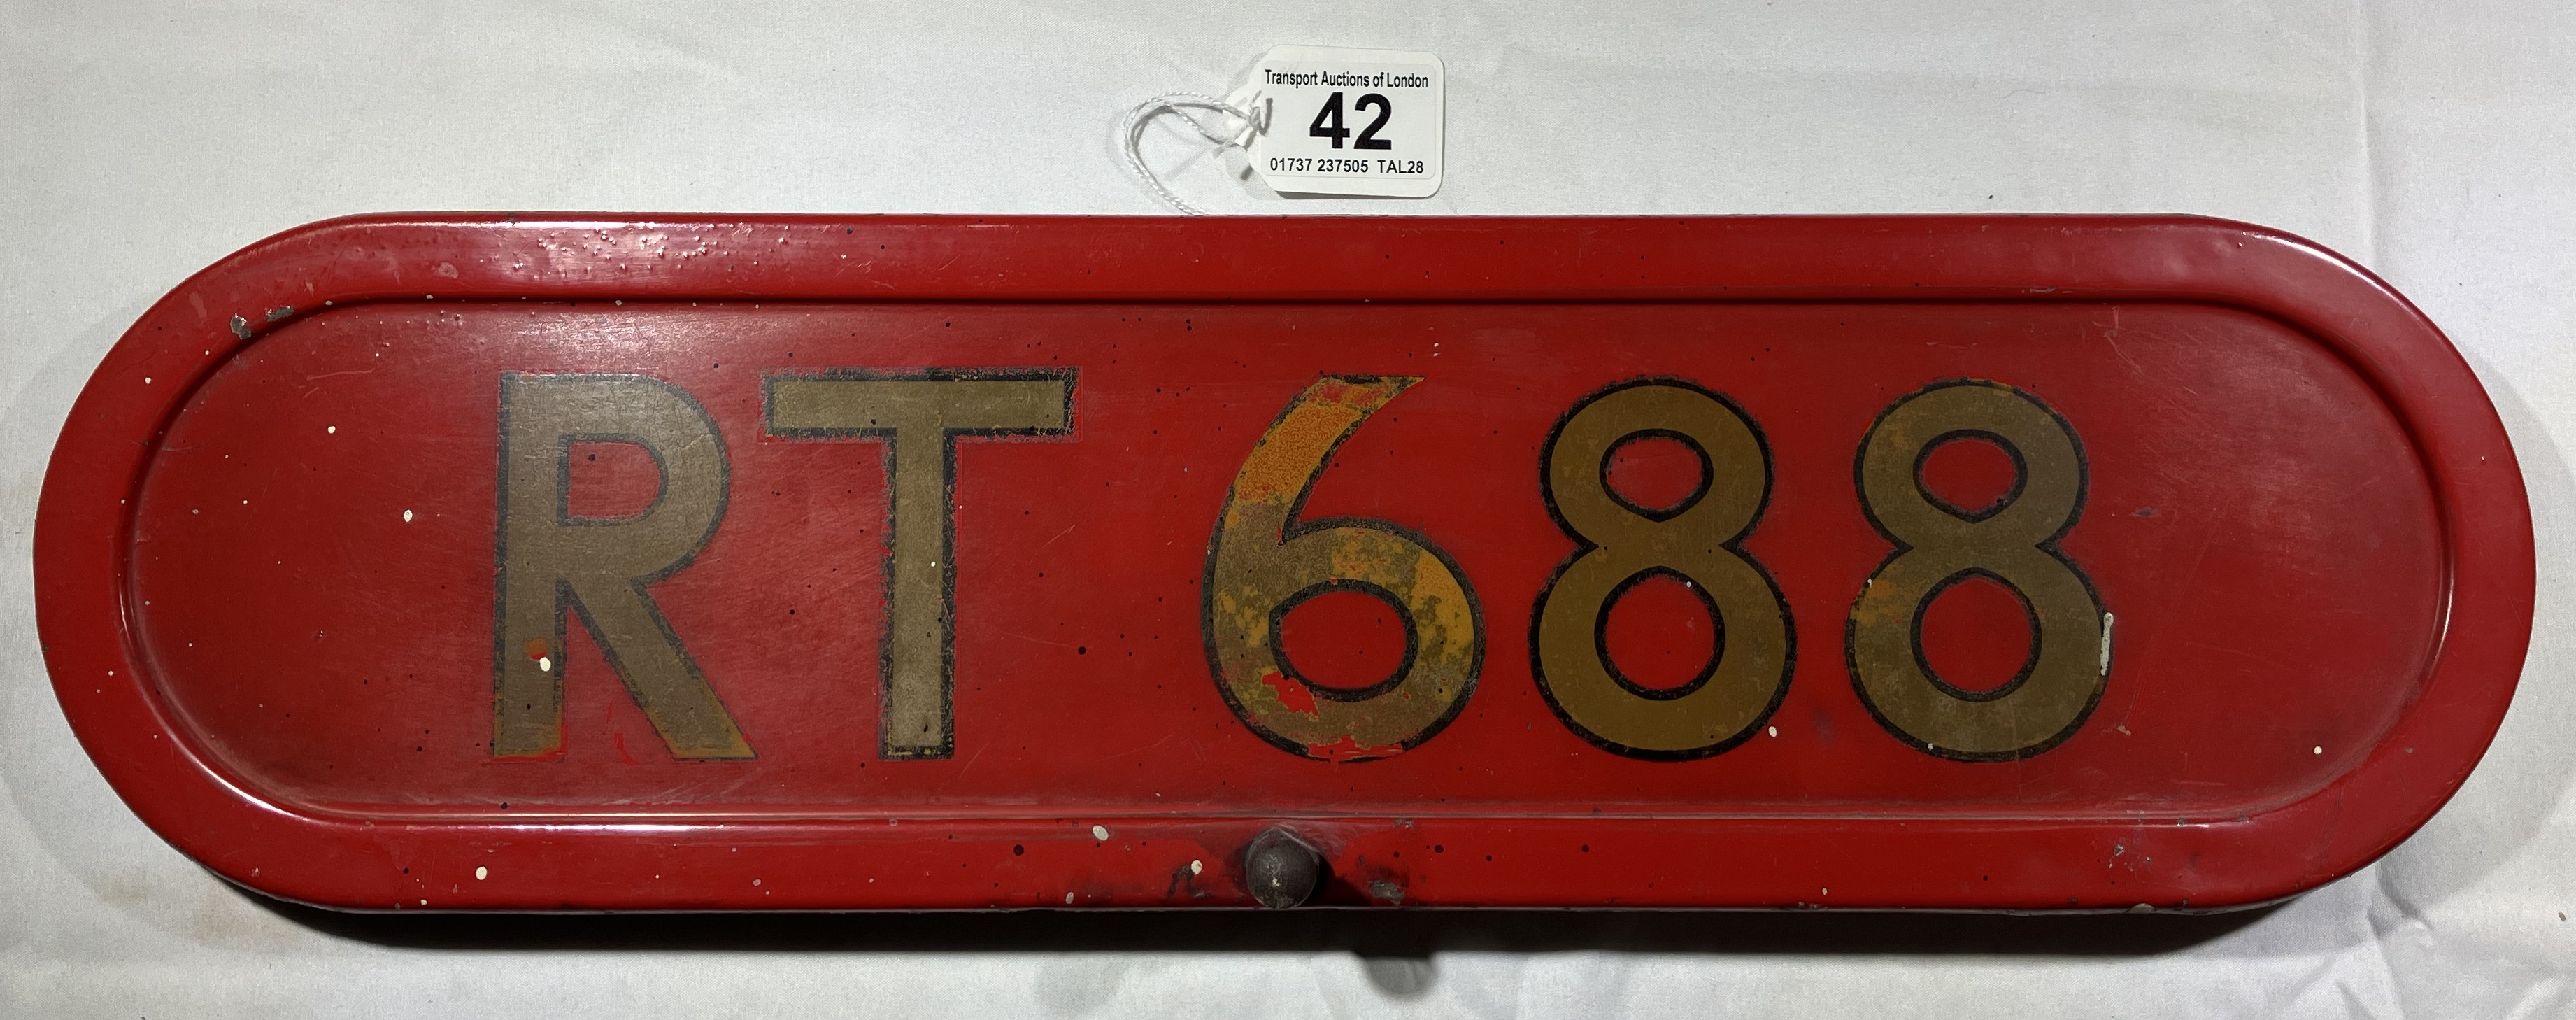 Transport Auctions of London
42
01737 237505 TAL28
RT 688